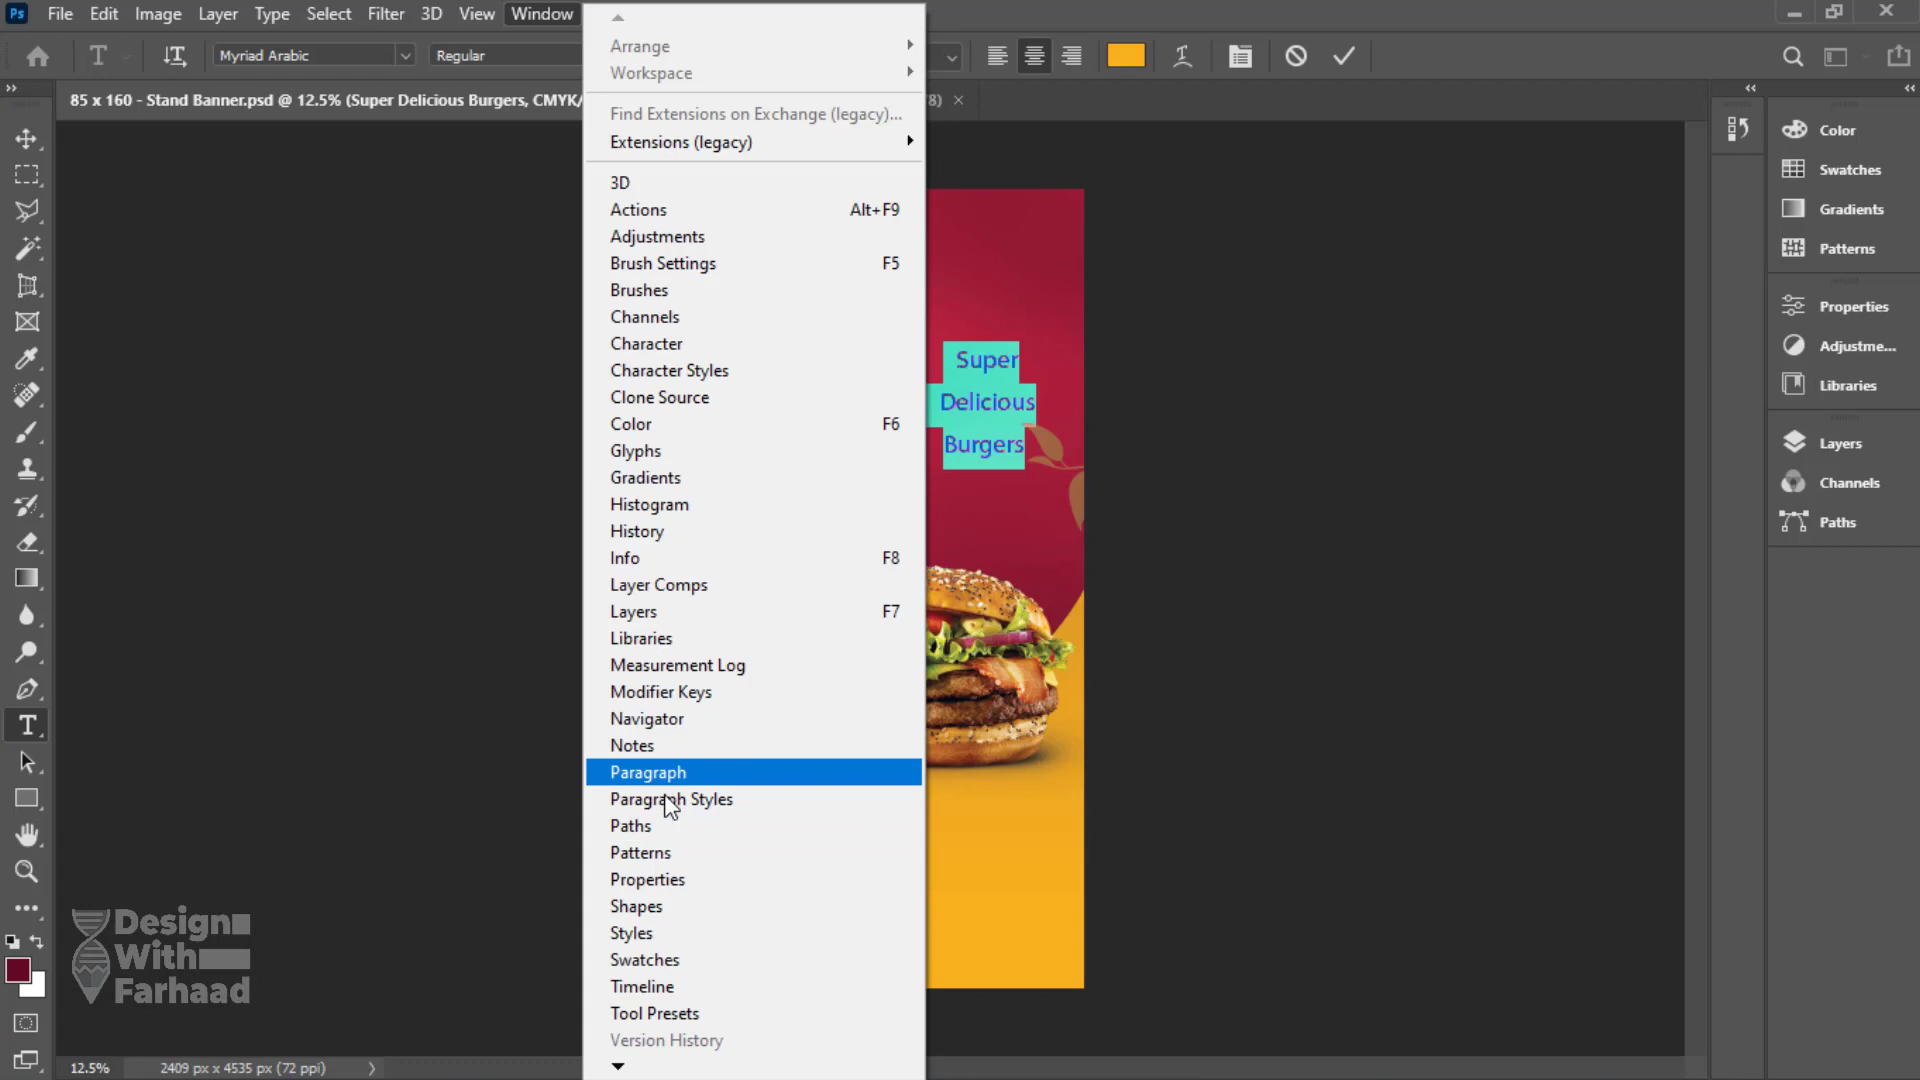 Ps File Edit Image Layer Type Select Filter 3D View Window
T Myriad Arabic Regular
85 x 160 - Stand Banner.psd @ 12.5% (Super Delicious Burgers, CMYK/ 8)
Arrange
Workspace
Find Extensions on Exchange (legacy)...
Extensions (legacy)
3D
Actions Alt+F9
Adjustments
Brush Settings F5
Brushes
Channels
Character
Character Styles
Clone Source
Color F6
Glyphs
Gradients
Histogram
History
Info F8
Layer Comps
Layers F7
Libraries
Measurement Log
Modifier Keys
Navigator
Notes
Paragraph
Paragraph Styles
Paths
Patterns
Properties
Shapes
Styles
Swatches
Timeline
Tool Presets
Version History
Super
Delicious
Burgers
Color
Swatches
Gradients
Patterns
Properties
Adjustme...
Libraries
Layers
Channels
Paths
Design
With
Farhaad
12.5% 2409 px x 4535 px (72 ppi)